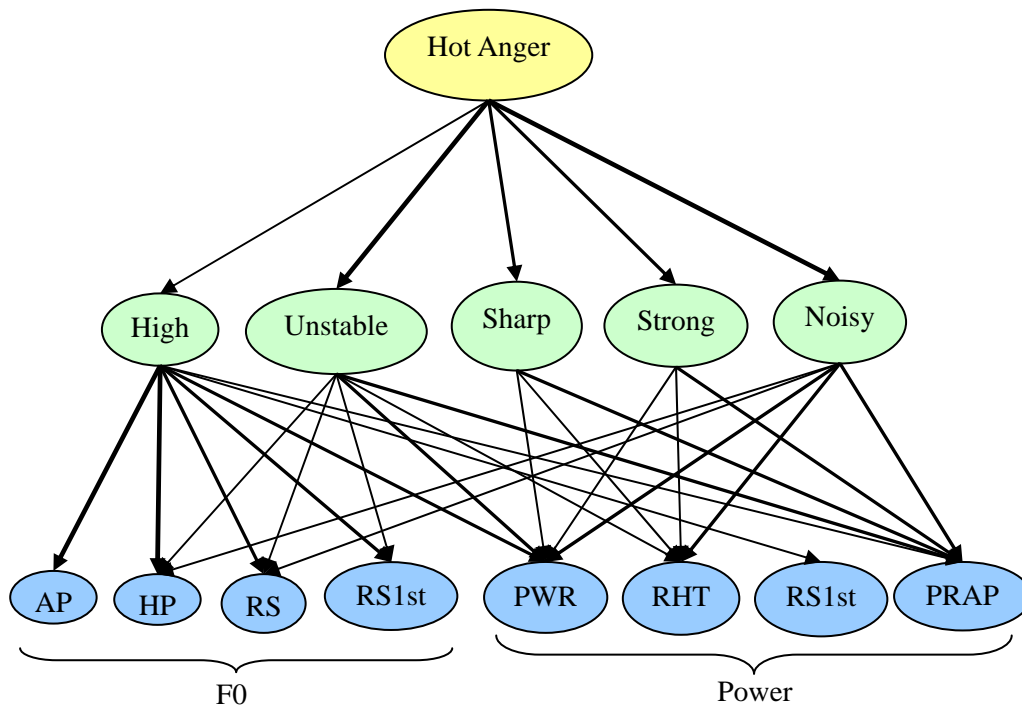 Hot Anger
High
Unstable
Sharp
Strong
Noisy
AP
HP
RS
RS1st
PWR
RHT
RS1st
PRAP
F0
Power